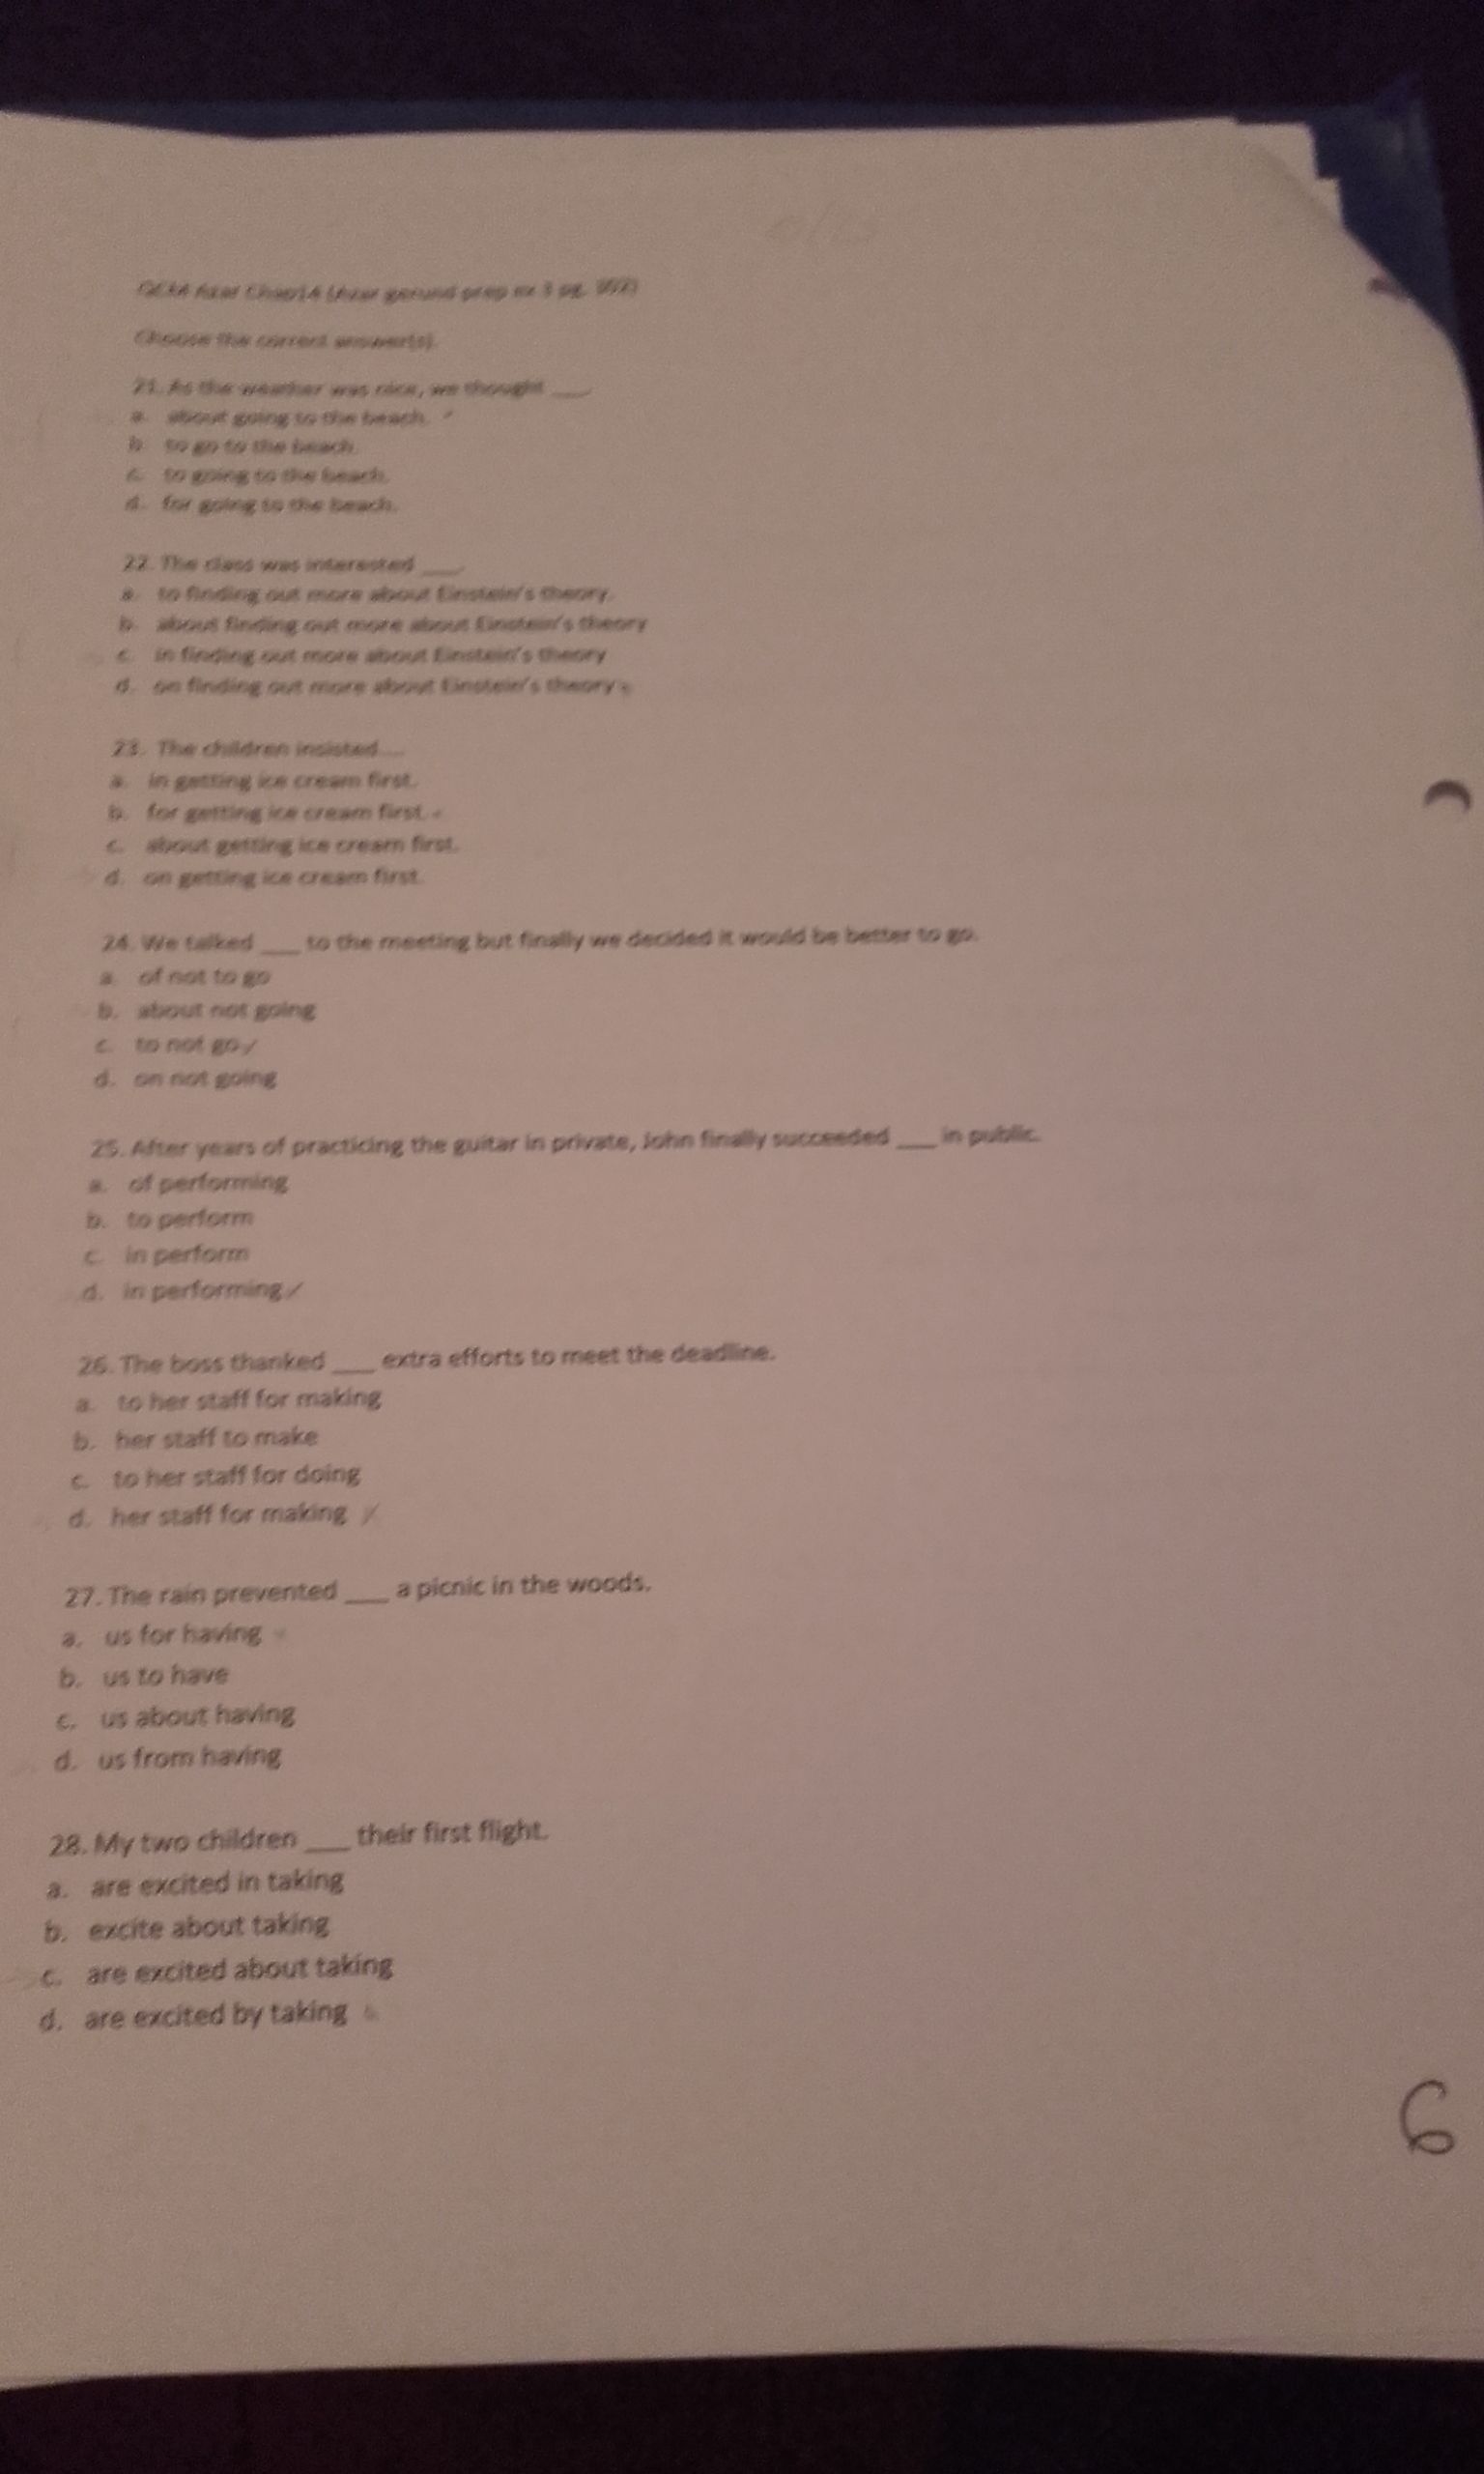 Choose the correct answer(s).
21. As the weather was nice, we thought ____.
a. about going to the beach.
b. to go to the beach.
c. to going to the beach.
d. for going to the beach.
22. The class was interested ____.
a. to finding out more about Einstein's theory.
b. about finding out more about Einstein's theory
c. in finding out more about Einstein's theory
d. on finding out more about Einstein's theory
23. The children insisted ___
a. in getting ice cream first.
b. for getting ice cream first.
c. about getting ice cream first.
d. on getting ice cream first.
24. We talked ____ to the meeting but finally we decided it would be better to go.
a. of not to go
b. about not going
c. to not go
d. on not going
25. After years of practicing the guitar in private, John finally succeeded ____ in public.
a. of performing
b. to perform
c. in perform
d. in performing
26. The boss thanked ____ extra efforts to meet the deadline.
a. to her staff for making
b. her staff to make
c. to her staff for doing
d. her staff for making
27. The rain prevented ____ a picnic in the woods.
a. us for having
b. us to have
c. us about having
d. us from having
28. My two children ____ their first flight.
a. are excited in taking
b. excite about taking
c. are excited about taking
d. are excited by taking
6